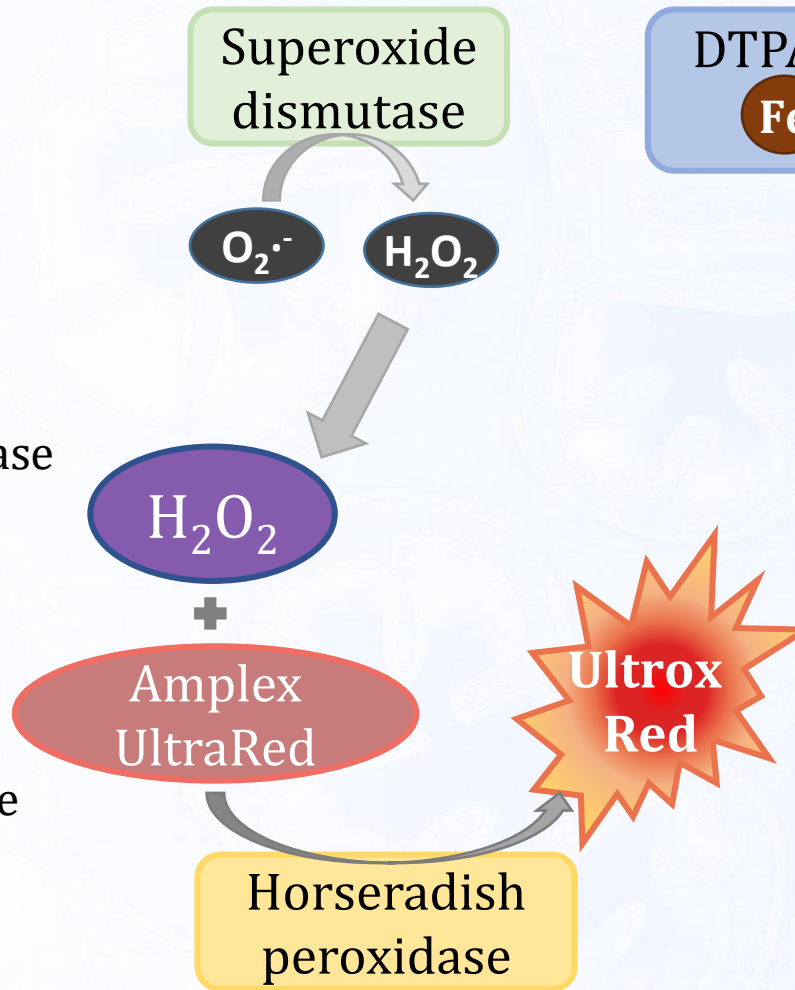 Superoxide
dismutase
O₂·⁻
H₂O₂
H₂O₂
Amplex
UltraRed
Ultrox
Red
Horseradish
peroxidase